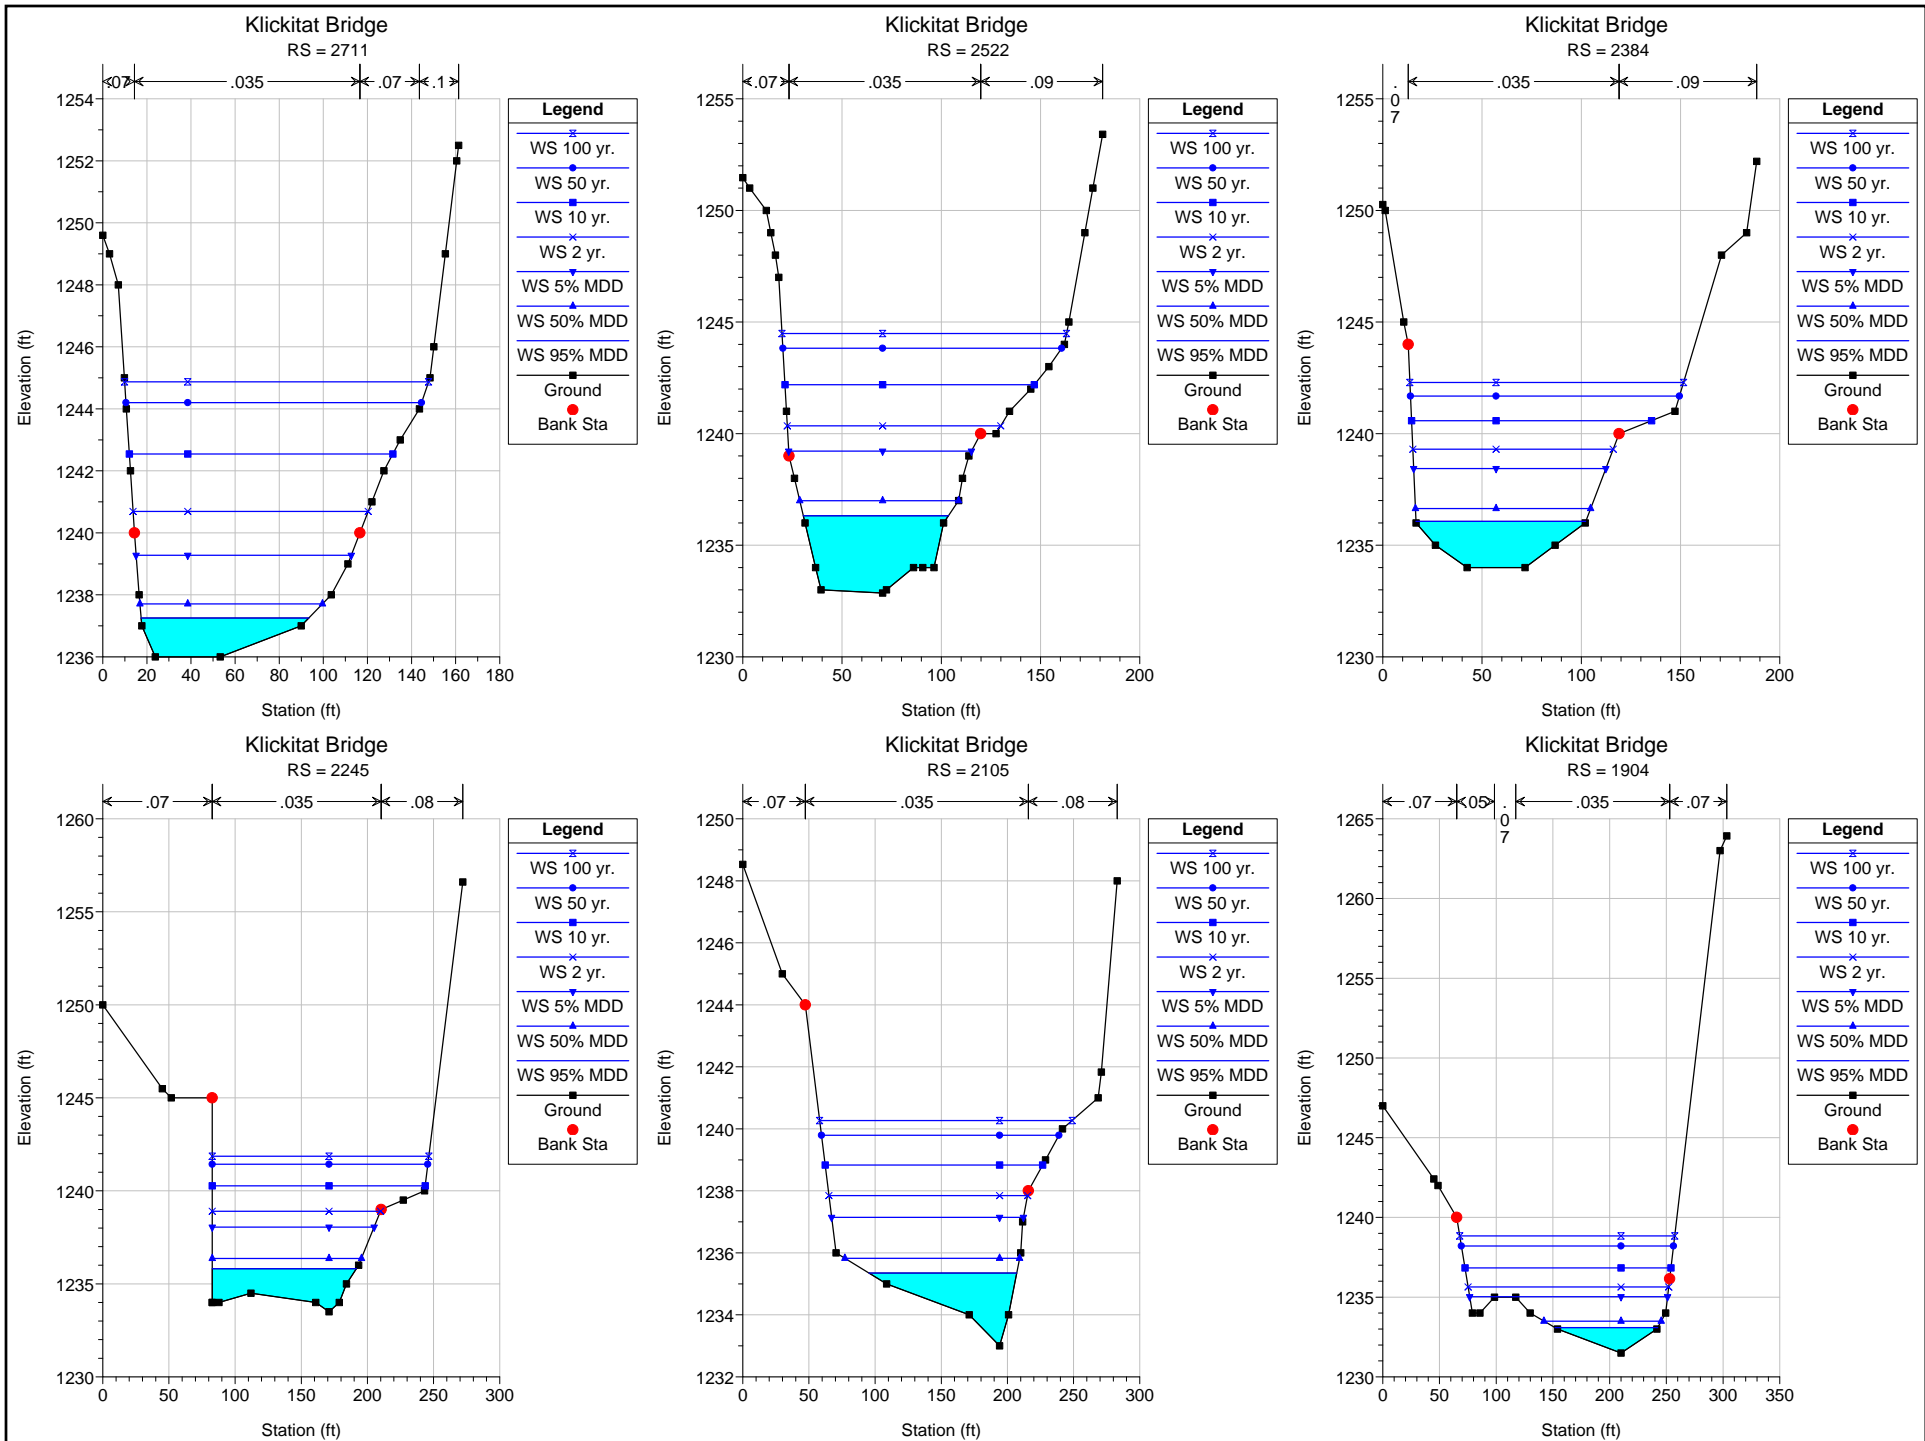 Klickitat Bridge
RS = 2711
.07 .035 .07 .1
Elevation (ft)
1254
1252
1250
1248
1246
1244
1242
1240
1238
1236
0 20 40 60 80 100 120 140 160 180
Station (ft)
Legend
WS 100 yr.
WS 50 yr.
WS 10 yr.
WS 2 yr.
WS 5% MDD
WS 50% MDD
WS 95% MDD
Ground
Bank Sta
Klickitat Bridge
RS = 2522
.07 .035 .09
Elevation (ft)
1255
1250
1245
1240
1235
1230
0 50 100 150 200
Station (ft)
Legend
WS 100 yr.
WS 50 yr.
WS 10 yr.
WS 2 yr.
WS 5% MDD
WS 50% MDD
WS 95% MDD
Ground
Bank Sta
Klickitat Bridge
RS = 2384
.07 .035 .09
Elevation (ft)
1255
1250
1245
1240
1235
1230
0 50 100 150 200
Station (ft)
Legend
WS 100 yr.
WS 50 yr.
WS 10 yr.
WS 2 yr.
WS 5% MDD
WS 50% MDD
WS 95% MDD
Ground
Bank Sta
Klickitat Bridge
RS = 2245
.07 .035 .08
Elevation (ft)
1260
1255
1250
1245
1240
1235
1230
0 50 100 150 200 250 300
Station (ft)
Legend
WS 100 yr.
WS 50 yr.
WS 10 yr.
WS 2 yr.
WS 5% MDD
WS 50% MDD
WS 95% MDD
Ground
Bank Sta
Klickitat Bridge
RS = 2105
.07 .035 .08
Elevation (ft)
1250
1248
1246
1244
1242
1240
1238
1236
1234
1232
0 50 100 150 200 250 300
Station (ft)
Legend
WS 100 yr.
WS 50 yr.
WS 10 yr.
WS 2 yr.
WS 5% MDD
WS 50% MDD
WS 95% MDD
Ground
Bank Sta
Klickitat Bridge
RS = 1904
.07 .05 .07 .035 .07
Elevation (ft)
1265
1260
1255
1250
1245
1240
1235
1230
0 50 100 150 200 250 300 350
Station (ft)
Legend
WS 100 yr.
WS 50 yr.
WS 10 yr.
WS 2 yr.
WS 5% MDD
WS 50% MDD
WS 95% MDD
Ground
Bank Sta